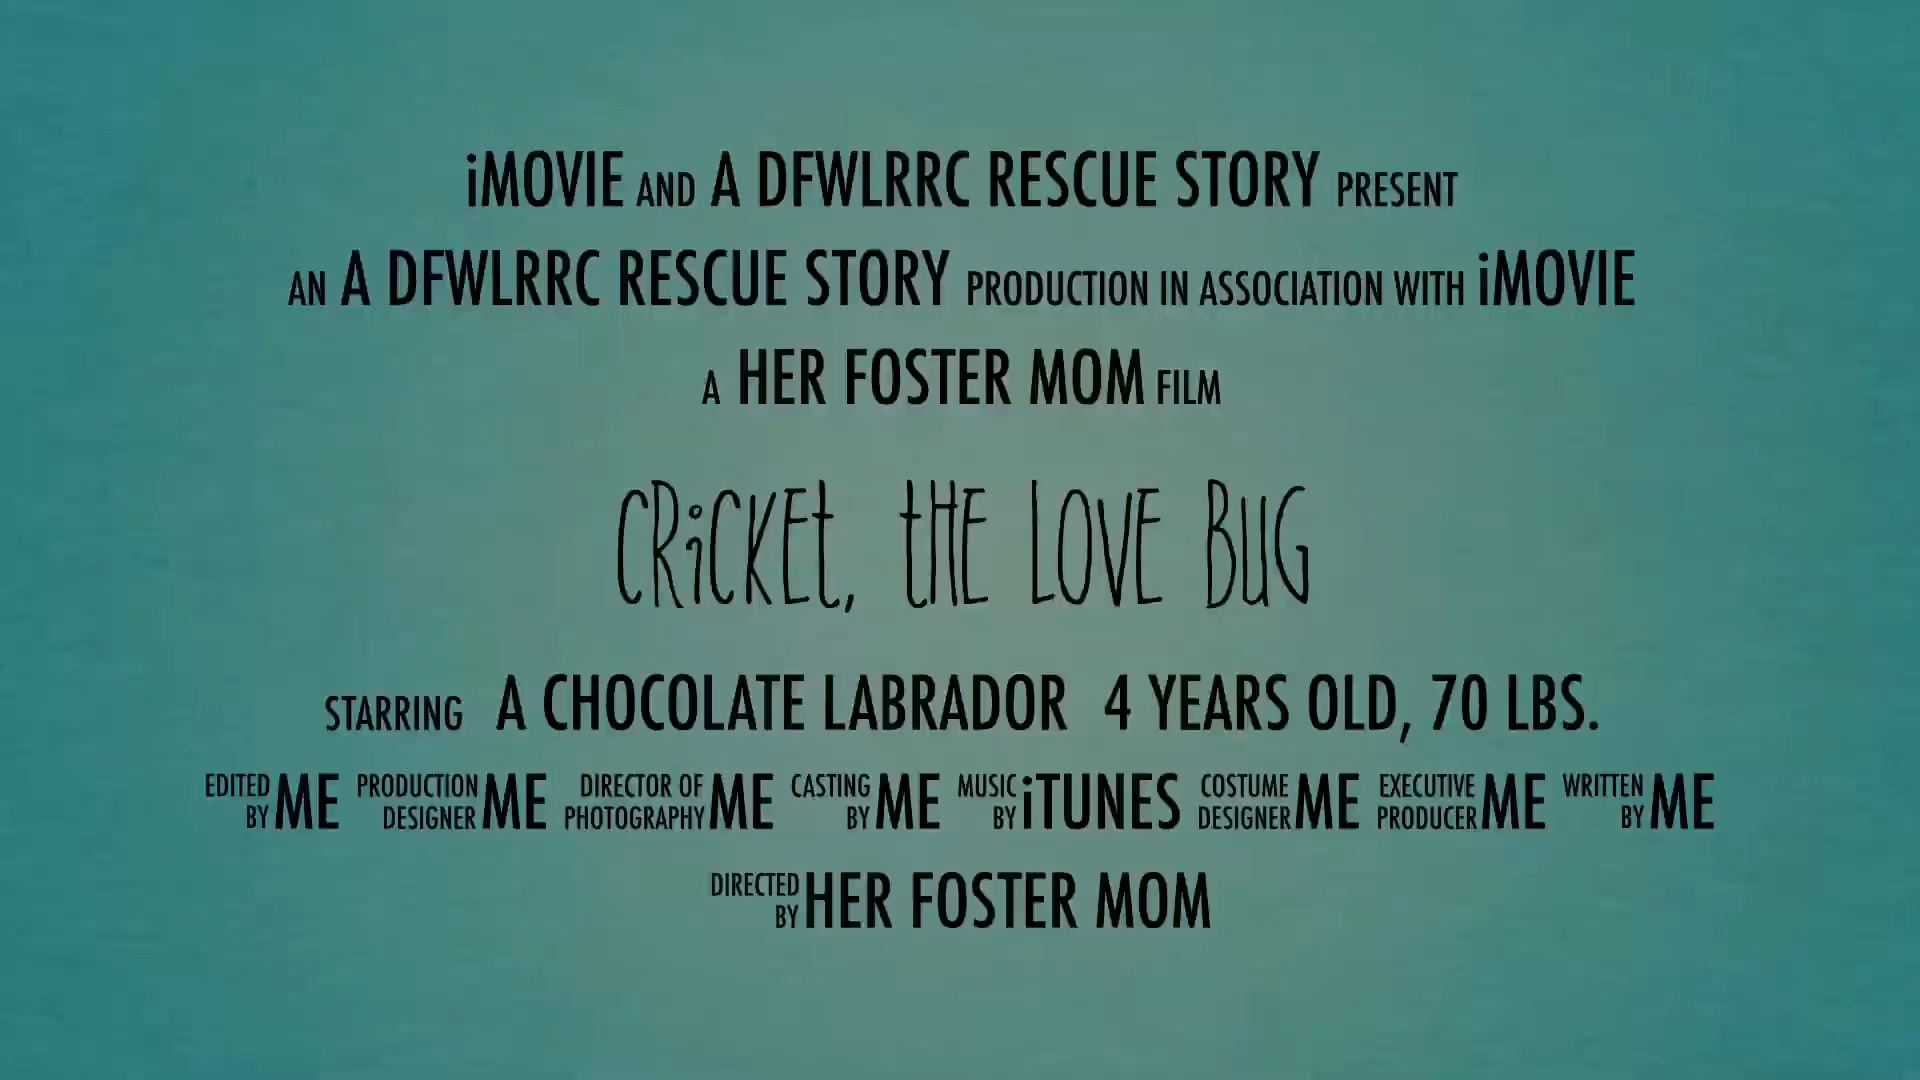 iMOVIE AND A DFWLRRC RESCUE STORY PRESENT
AN A DFWLRRC RESCUE STORY PRODUCTION IN ASSOCIATION WITH iMOVIE
A HER FOSTER MOM FILM
CRiCKEt, tHE LOVE BUG
STARRING A CHOCOLATE LABRADOR 4 YEARS OLD, 70 LBS.
EDITED BY ME PRODUCTION DESIGNER ME DIRECTOR OF PHOTOGRAPHY ME CASTING BY ME MUSIC BY iTUNES COSTUME DESIGNER ME EXECUTIVE PRODUCER ME WRITTEN BY ME
DIRECTED BY HER FOSTER MOM